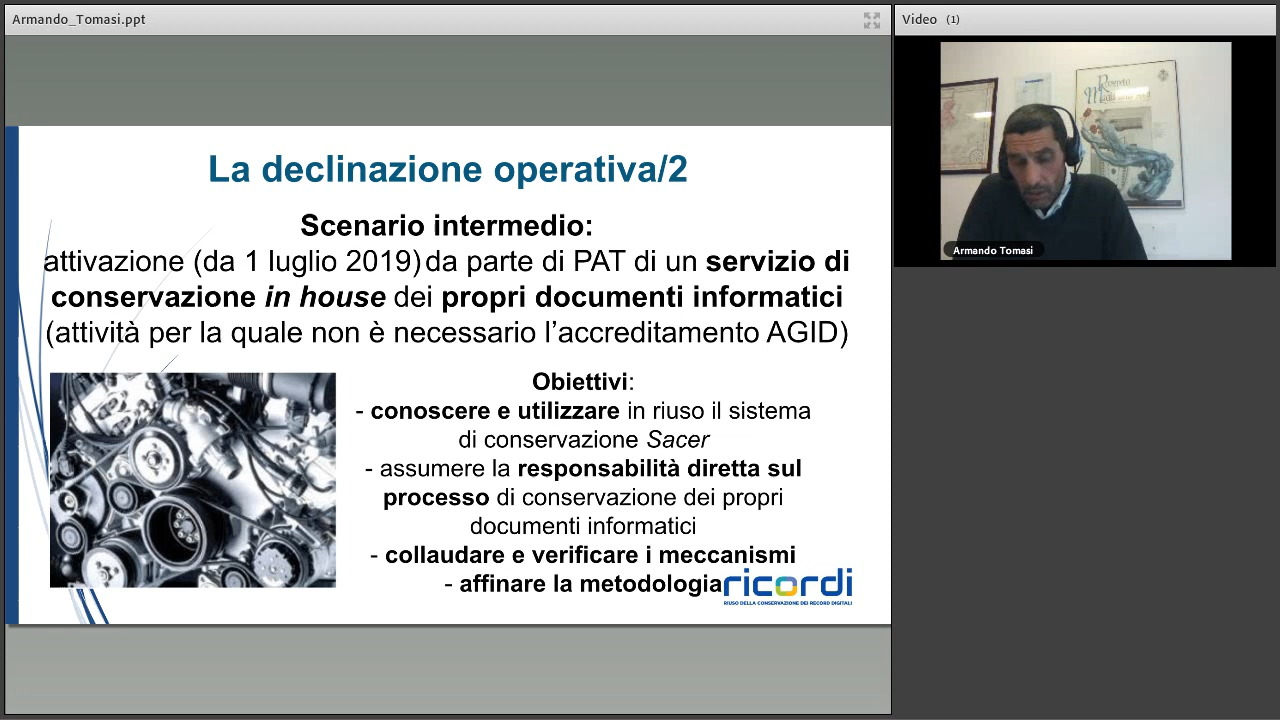 Armando_Tomasi.ppt
La declinazione operativa/2
Scenario intermedio:
attivazione (da 1 luglio 2019) da parte di PAT di un servizio di
conservazione in house dei propri documenti informatici
(attività per la quale non è necessario l’accreditamento AGID)
Obiettivi:
- conoscere e utilizzare in riuso il sistema
di conservazione Sacer
- assumere la responsabilità diretta sul
processo di conservazione dei propri
documenti informatici
- collaudare e verificare i meccanismi
- affinare la metodologia
ricordi
RIUSO DELLA CONSERVAZIONE DEI RECORD DIGITALI
Video (1)
Rovereto
Armando Tomasi